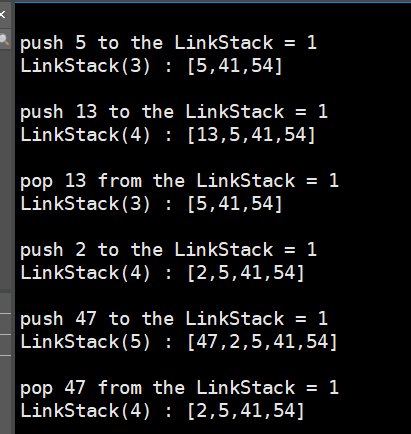 push 5 to the LinkStack = 1
LinkStack(3) : [5,41,54]
push 13 to the LinkStack = 1
LinkStack(4) : [13,5,41,54]
pop 13 from the LinkStack = 1
LinkStack(3) : [5,41,54]
push 2 to the LinkStack = 1
LinkStack(4) : [2,5,41,54]
push 47 to the LinkStack = 1
LinkStack(5) : [47,2,5,41,54]
pop 47 from the LinkStack = 1
LinkStack(4) : [2,5,41,54]